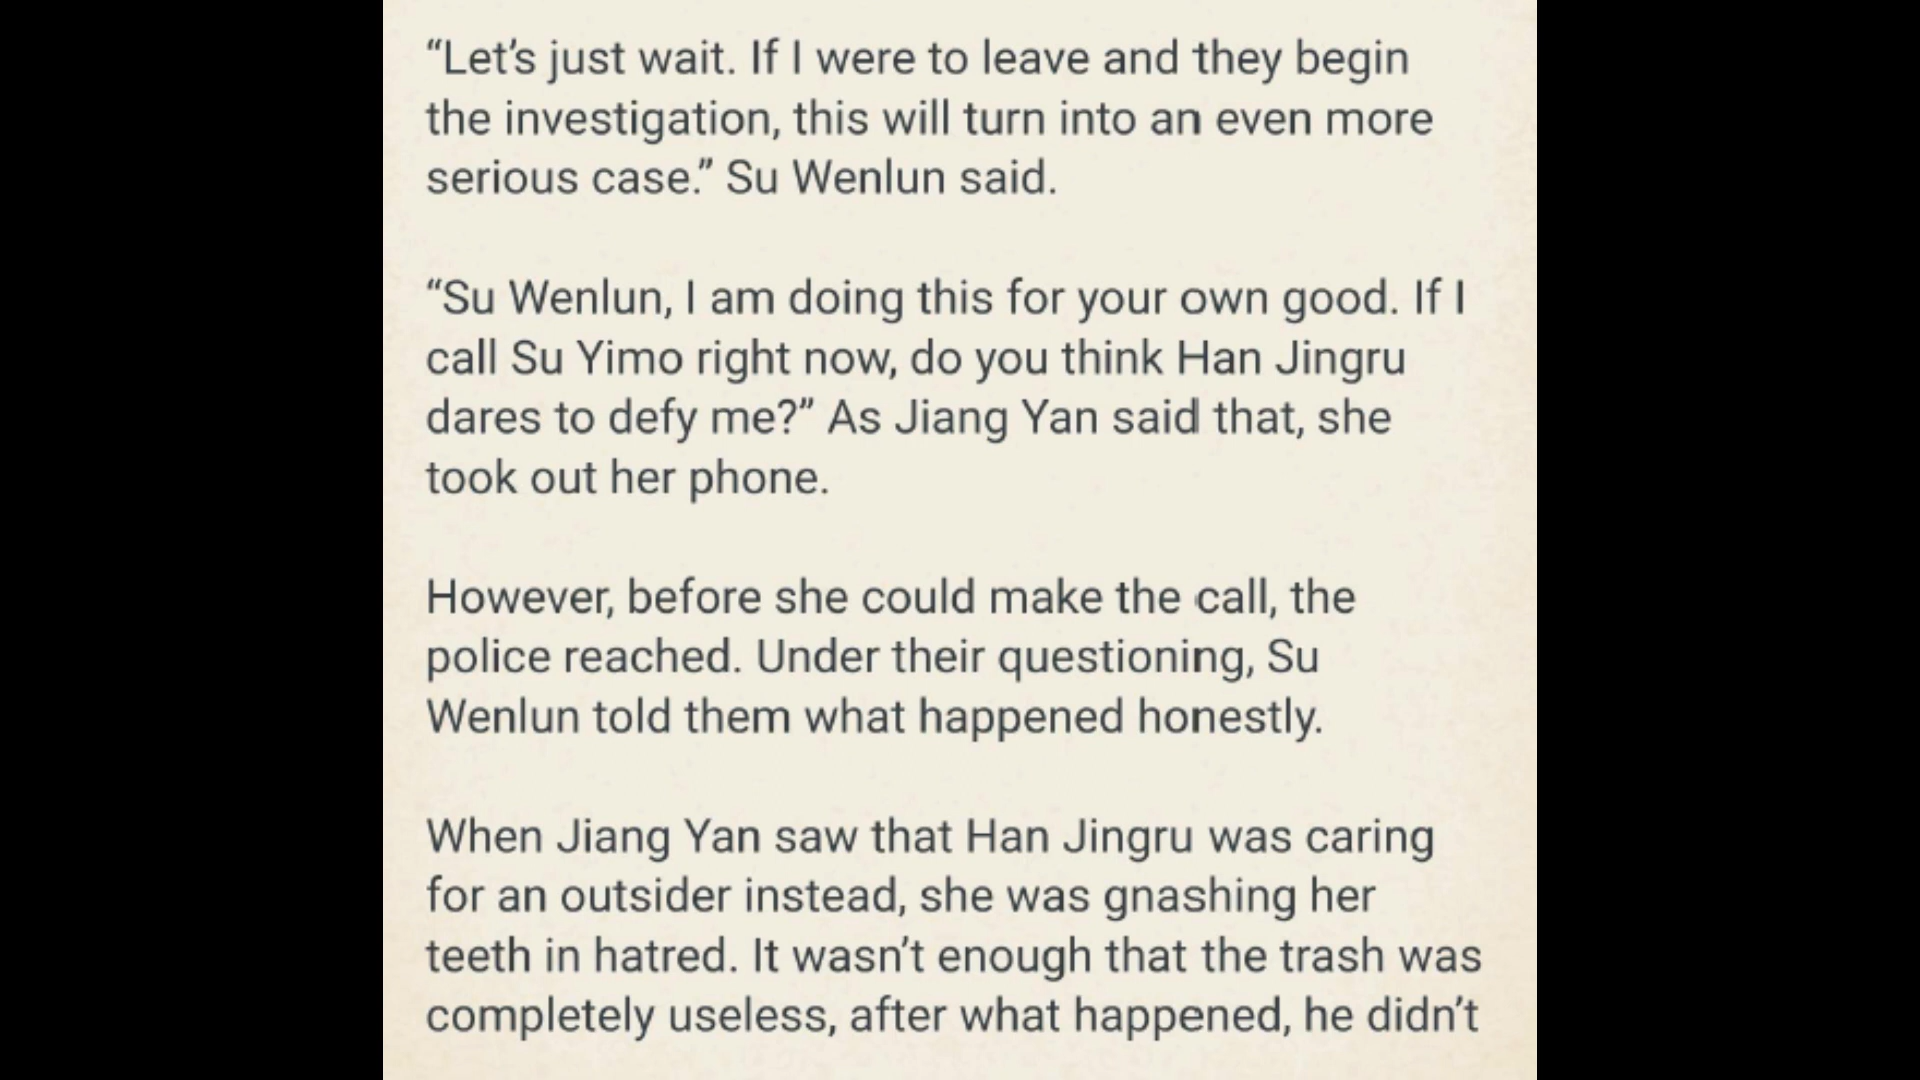 “Let’s just wait. If I were to leave and they begin
the investigation, this will turn into an even more
serious case.” Su Wenlun said.
“Su Wenlun, I am doing this for your own good. If I
call Su Yimo right now, do you think Han Jingru
dares to defy me?” As Jiang Yan said that, she
took out her phone.
However, before she could make the call, the
police reached. Under their questioning, Su
Wenlun told them what happened honestly.
When Jiang Yan saw that Han Jingru was caring
for an outsider instead, she was gnashing her
teeth in hatred. It wasn’t enough that the trash was
completely useless, after what happened, he didn’t